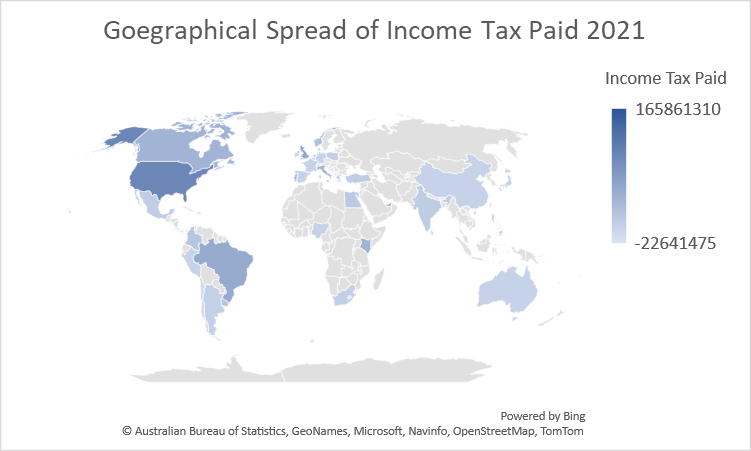 Goegraphical Spread of Income Tax Paid 2021
Income Tax Paid
165861310
-22641475
Powered by Bing
© Australian Bureau of Statistics, GeoNames, Microsoft, Navinfo, OpenStreetMap, TomTom